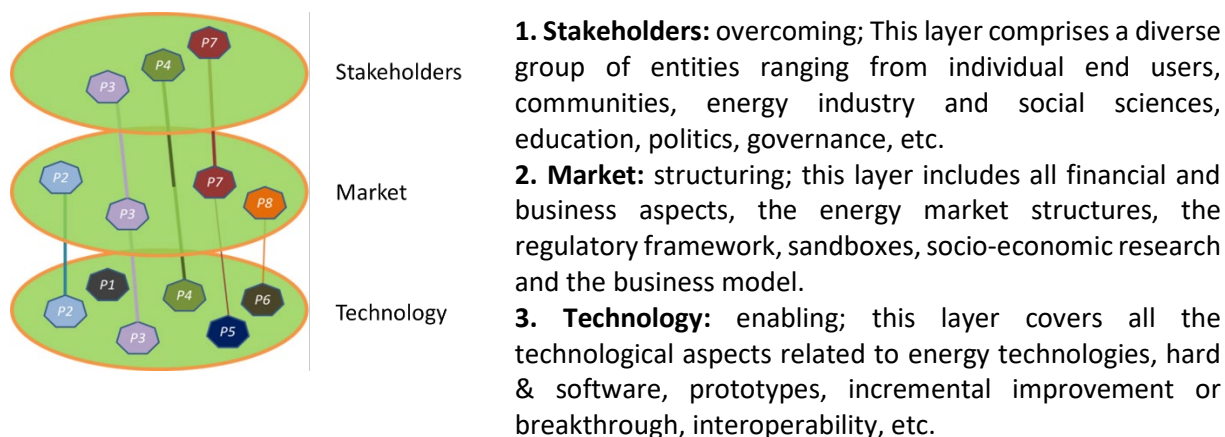 P7
P4
P3
Stakeholders
P2
P7
P8
P3
Market
P1
P2
P4
P6
P3
P5
Technology
1. Stakeholders: overcoming; This layer comprises a diverse
group of entities ranging from individual end users,
communities, energy industry and social sciences,
education, politics, governance, etc.
2. Market: structuring; this layer includes all financial and
business aspects, the energy market structures, the
regulatory framework, sandboxes, socio-economic research
and the business model.
3. Technology: enabling; this layer covers all the
technological aspects related to energy technologies, hard
& software, prototypes, incremental improvement or
breakthrough, interoperability, etc.